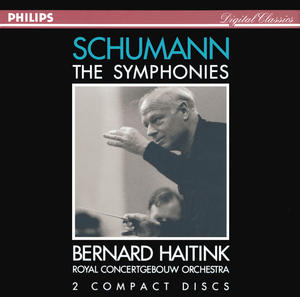 PHILIPS
Digital Classics
SCHUMANN
THE SYMPHONIES
BERNARD HAITINK
ROYAL CONCERTGEBOUW ORCHESTRA
2 COMPACT DISCS